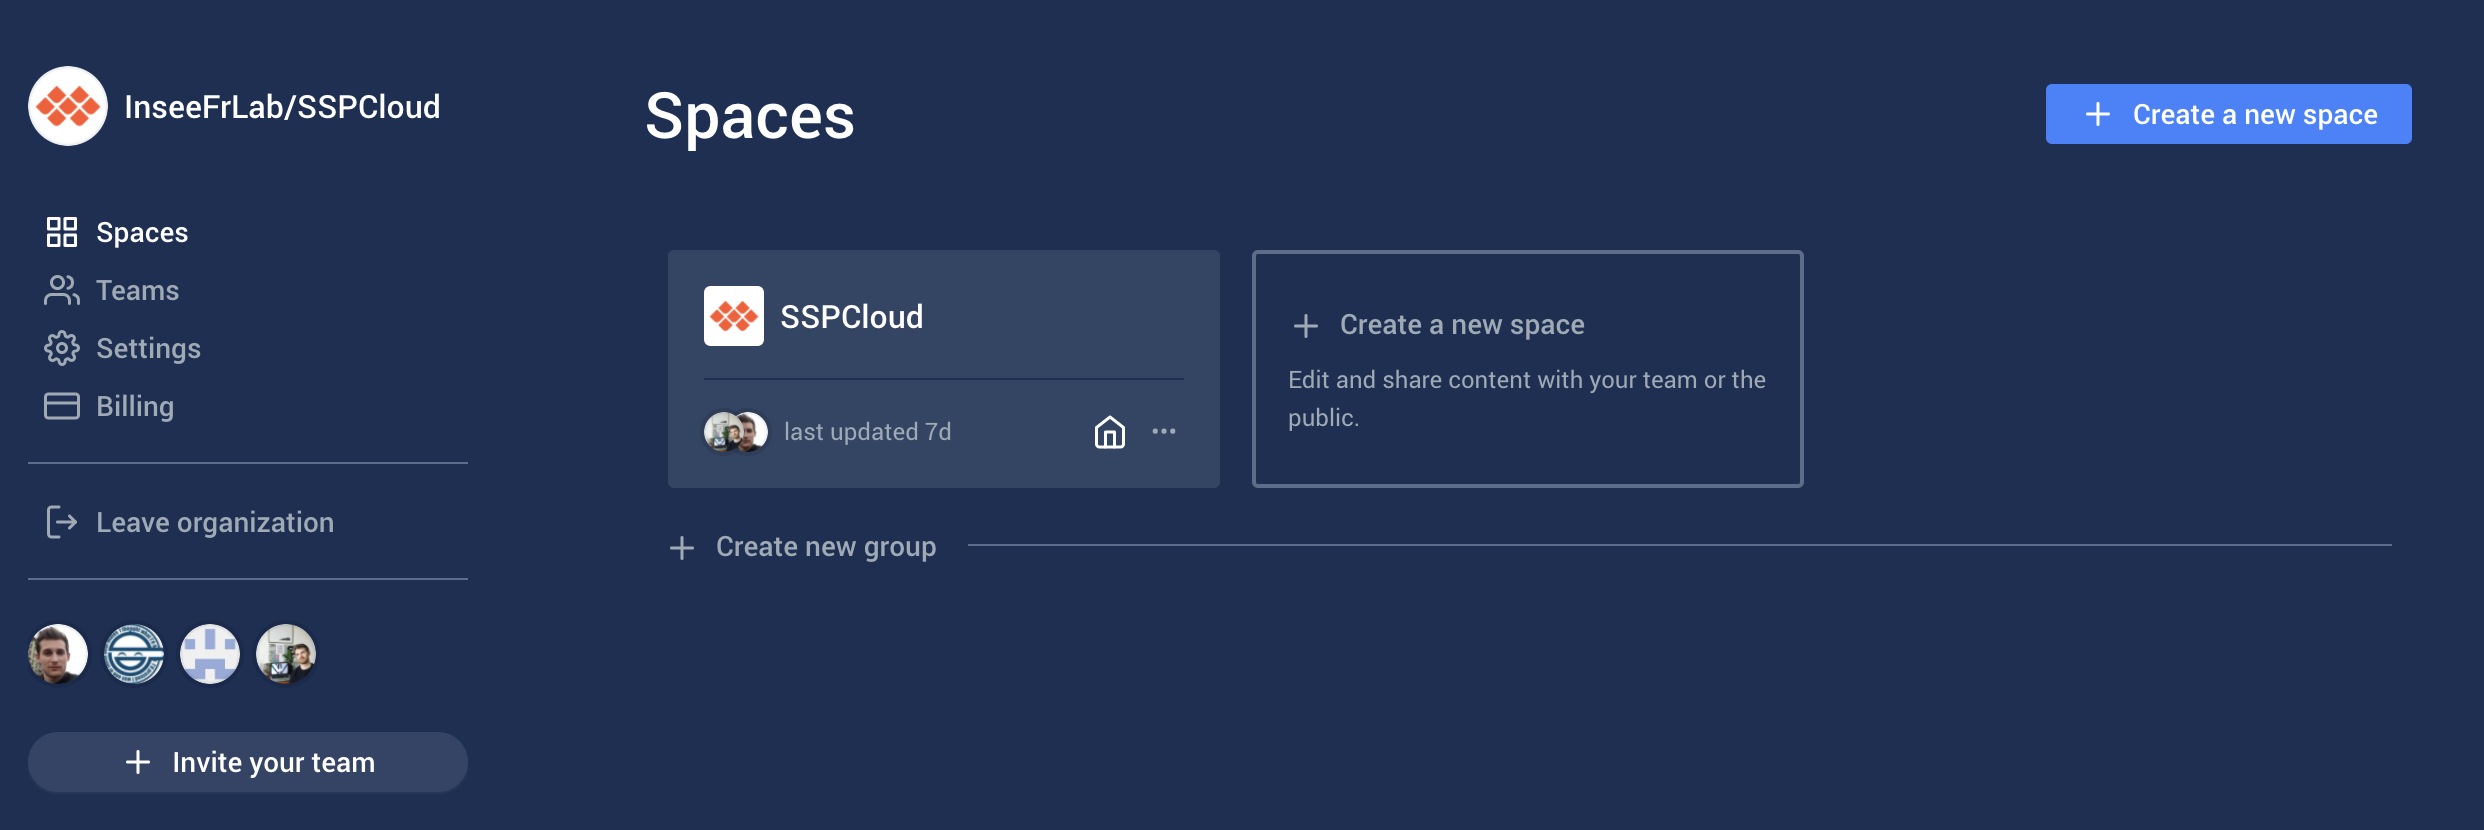 InseeFrLab/SSPCloud
Spaces
Teams
Settings
Billing
Leave organization
Invite your team
Spaces
Create a new space
SSPCloud
last updated 7d
Create a new space
Edit and share content with your team or the
public.
Create new group